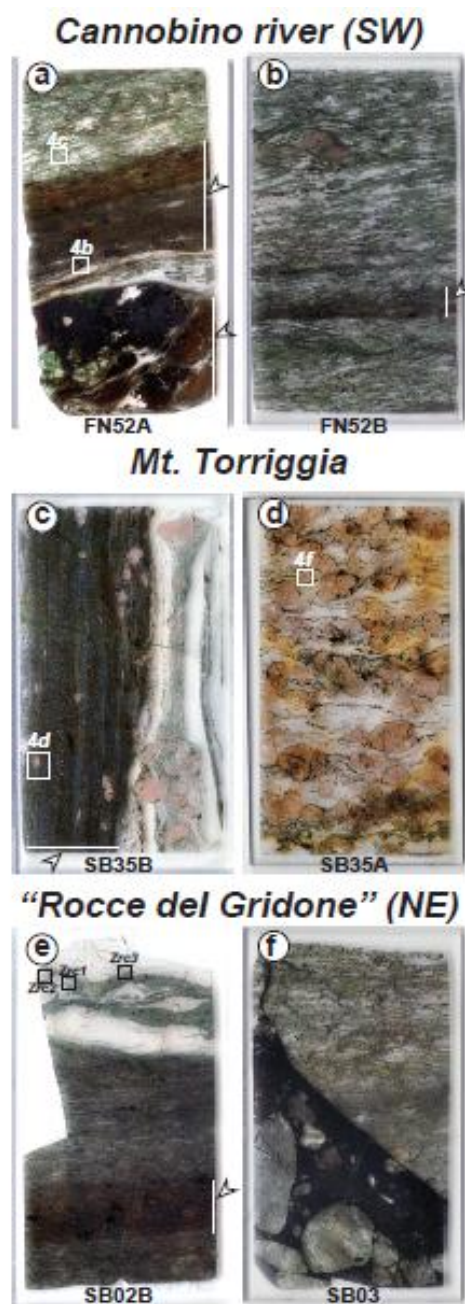 Cannobino river (SW)
a b
4c
4b
FN52A FN52B
Mt. Torriggia
c d
4f
4d
SB35B SB35A
"Rocce del Gridone" (NE)
e f
Zrc2 Zrc1 Zrc3
SB02B SB03